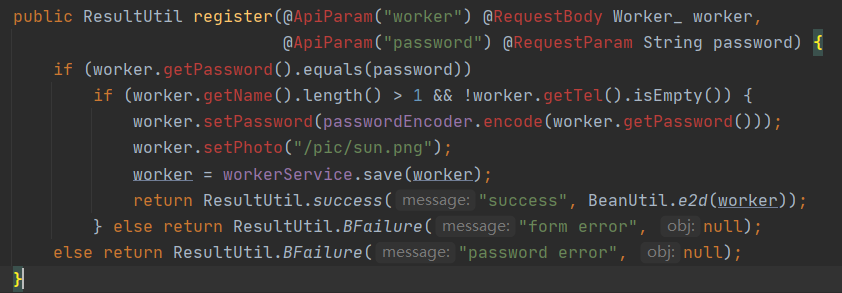 public ResultUtil register(@ApiParam("worker") @RequestBody Worker_ worker,
                           @ApiParam("password") @RequestParam String password) {
    if (worker.getPassword().equals(password))
        if (worker.getName().length() > 1 && !worker.getTel().isEmpty()) {
            worker.setPassword(passwordEncoder.encode(worker.getPassword()));
            worker.setPhoto("/pic/sun.png");
            worker = workerService.save(worker);
            return ResultUtil.success( message: "success", BeanUtil.e2d(worker));
        } else return ResultUtil.BFailure( message: "form error", obj: null);
    else return ResultUtil.BFailure( message: "password error", obj: null);
}